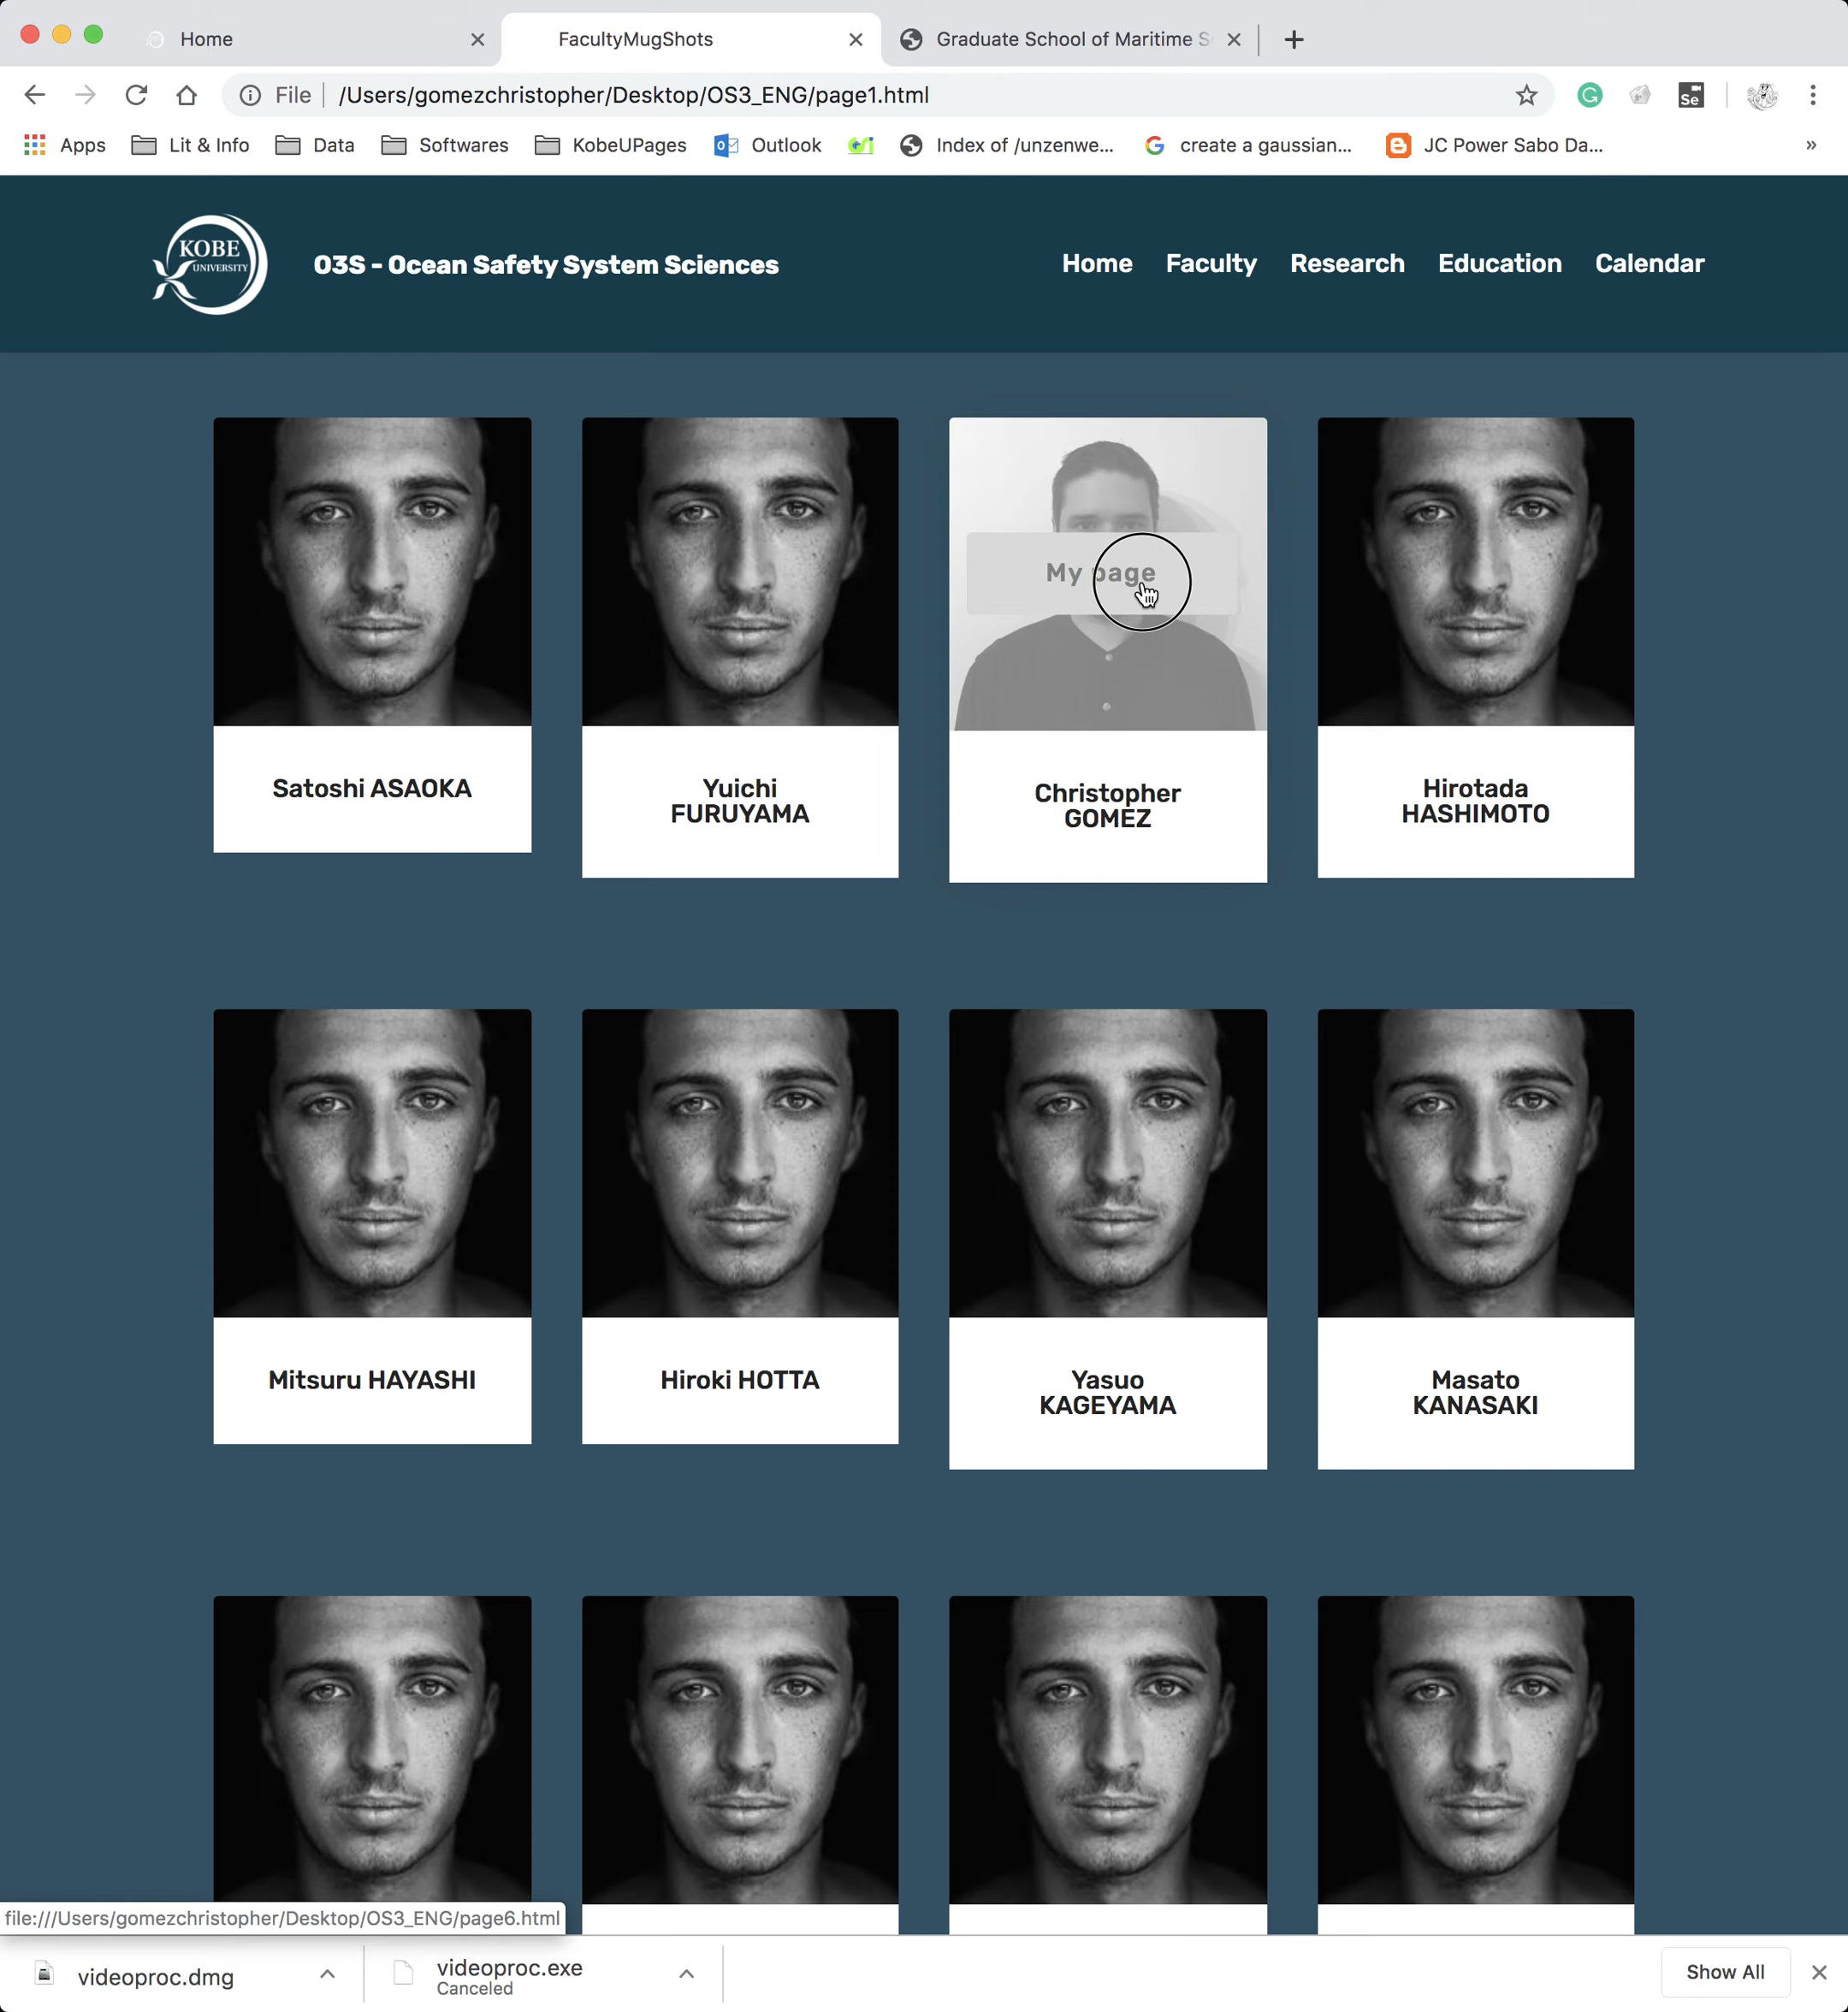 Home
FacultyMugShots
Graduate School of Maritime S
File
/Users/gomezchristopher/Desktop/OS3_ENG/page1.html
Se
Apps
Lit & Info
Data
Softwares
KobeUPages
Outlook
Index of /unzenwe...
create a gaussian...
JC Power Sabo Da...
»
KOBE
UNIVERSITY
O3S - Ocean Safety System Sciences
Home
Faculty
Research
Education
Calendar
My page
Satoshi ASAOKA
Yuichi
FURUYAMA
Christopher
GOMEZ
Hirotada
HASHIMOTO
Mitsuru HAYASHI
Hiroki HOTTA
Yasuo
KAGEYAMA
Masato
KANASAKI
file:///Users/gomezchristopher/Desktop/OS3_ENG/page6.html
videoproc.dmg
videoproc.exe
Canceled
Show All